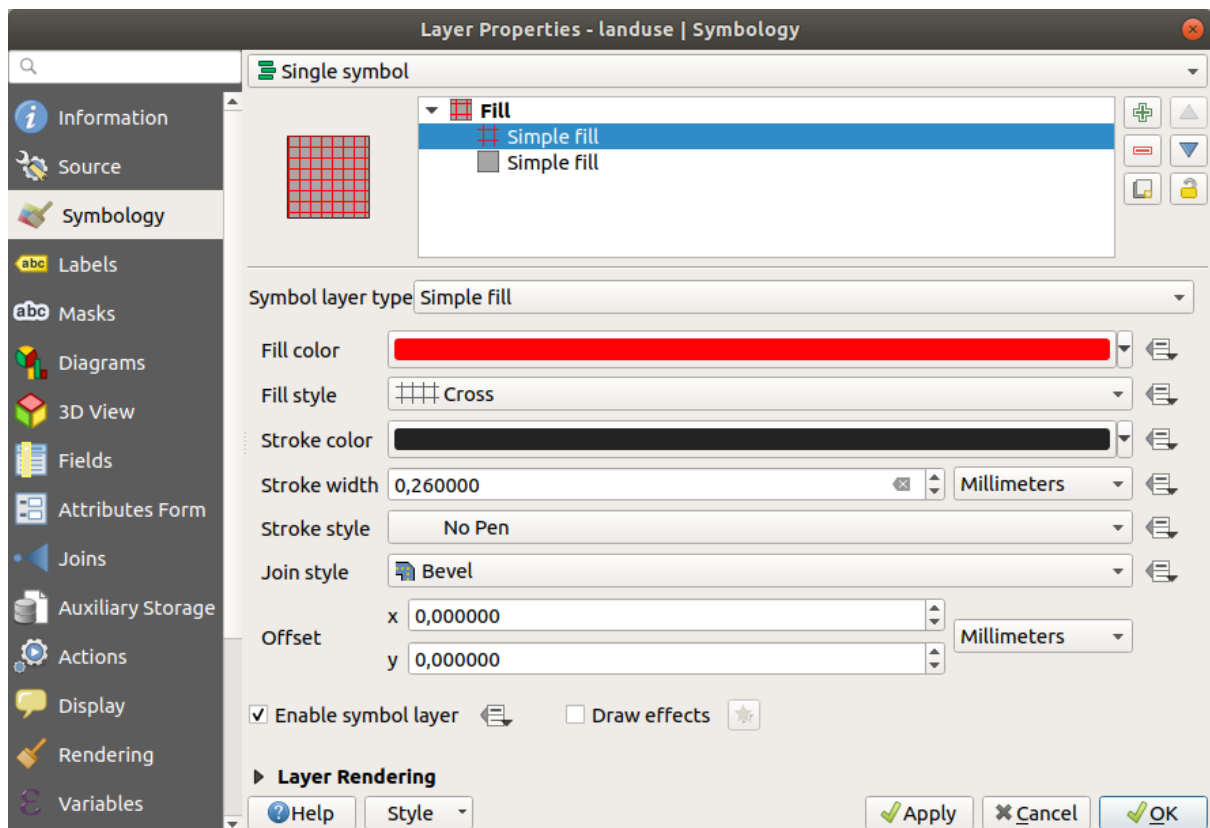 Layer Properties - landuse | Symbology
Information
Source
Symbology
abc Labels
abc Masks
Diagrams
3D View
Fields
Attributes Form
Joins
Auxiliary Storage
Actions
Display
Rendering
Variables
Single symbol
Fill
Simple fill
Simple fill
Symbol layer type Simple fill
Fill color
Fill style Cross
Stroke color
Stroke width 0,260000 Millimeters
Stroke style No Pen
Join style Bevel
Offset x 0,000000 Millimeters
y 0,000000
Enable symbol layer Draw effects
Layer Rendering
Help Style Apply Cancel OK